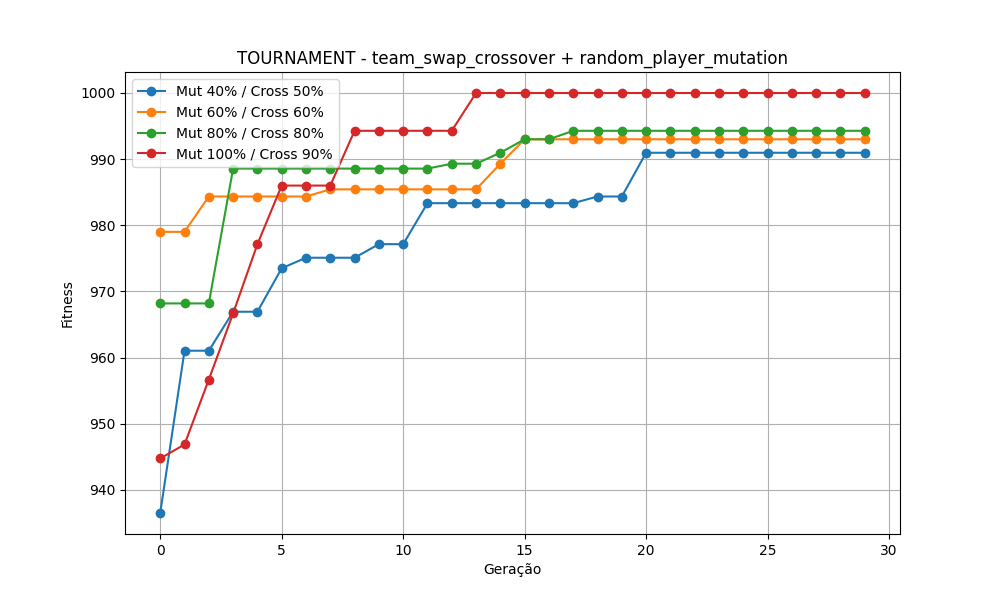 TOURNAMENT - team_swap_crossover + random_player_mutation
Mut 40% / Cross 50%
Mut 60% / Cross 60%
Mut 80% / Cross 80%
Mut 100% / Cross 90%
1000
990
980
970
960
950
940
Fitness
0 5 10 15 20 25 30
Geração